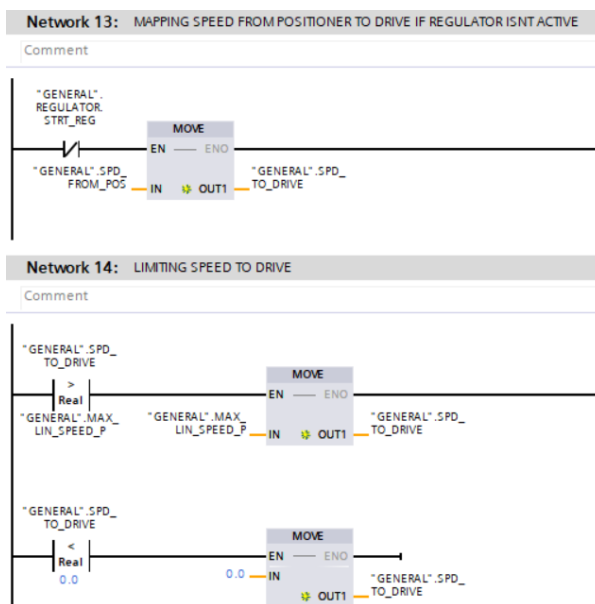 Network 13: MAPPING SPEED FROM POSITIONER TO DRIVE IF REGULATOR ISNT ACTIVE
Comment
"GENERAL".
REGULATOR.
STRT_REG
MOVE
EN ENO
"GENERAL".SPD_
FROM_POS
IN OUT1
"GENERAL".SPD_
TO_DRIVE
Network 14: LIMITING SPEED TO DRIVE
Comment
"GENERAL".SPD_
TO_DRIVE
>
Real
"GENERAL".MAX_
LIN_SPEED_P
MOVE
EN ENO
"GENERAL".MAX_
LIN_SPEED_P
IN OUT1
"GENERAL".SPD_
TO_DRIVE
"GENERAL".SPD_
TO_DRIVE
<
Real
0.0
MOVE
EN ENO
0.0 IN
OUT1
"GENERAL".SPD_
TO_DRIVE